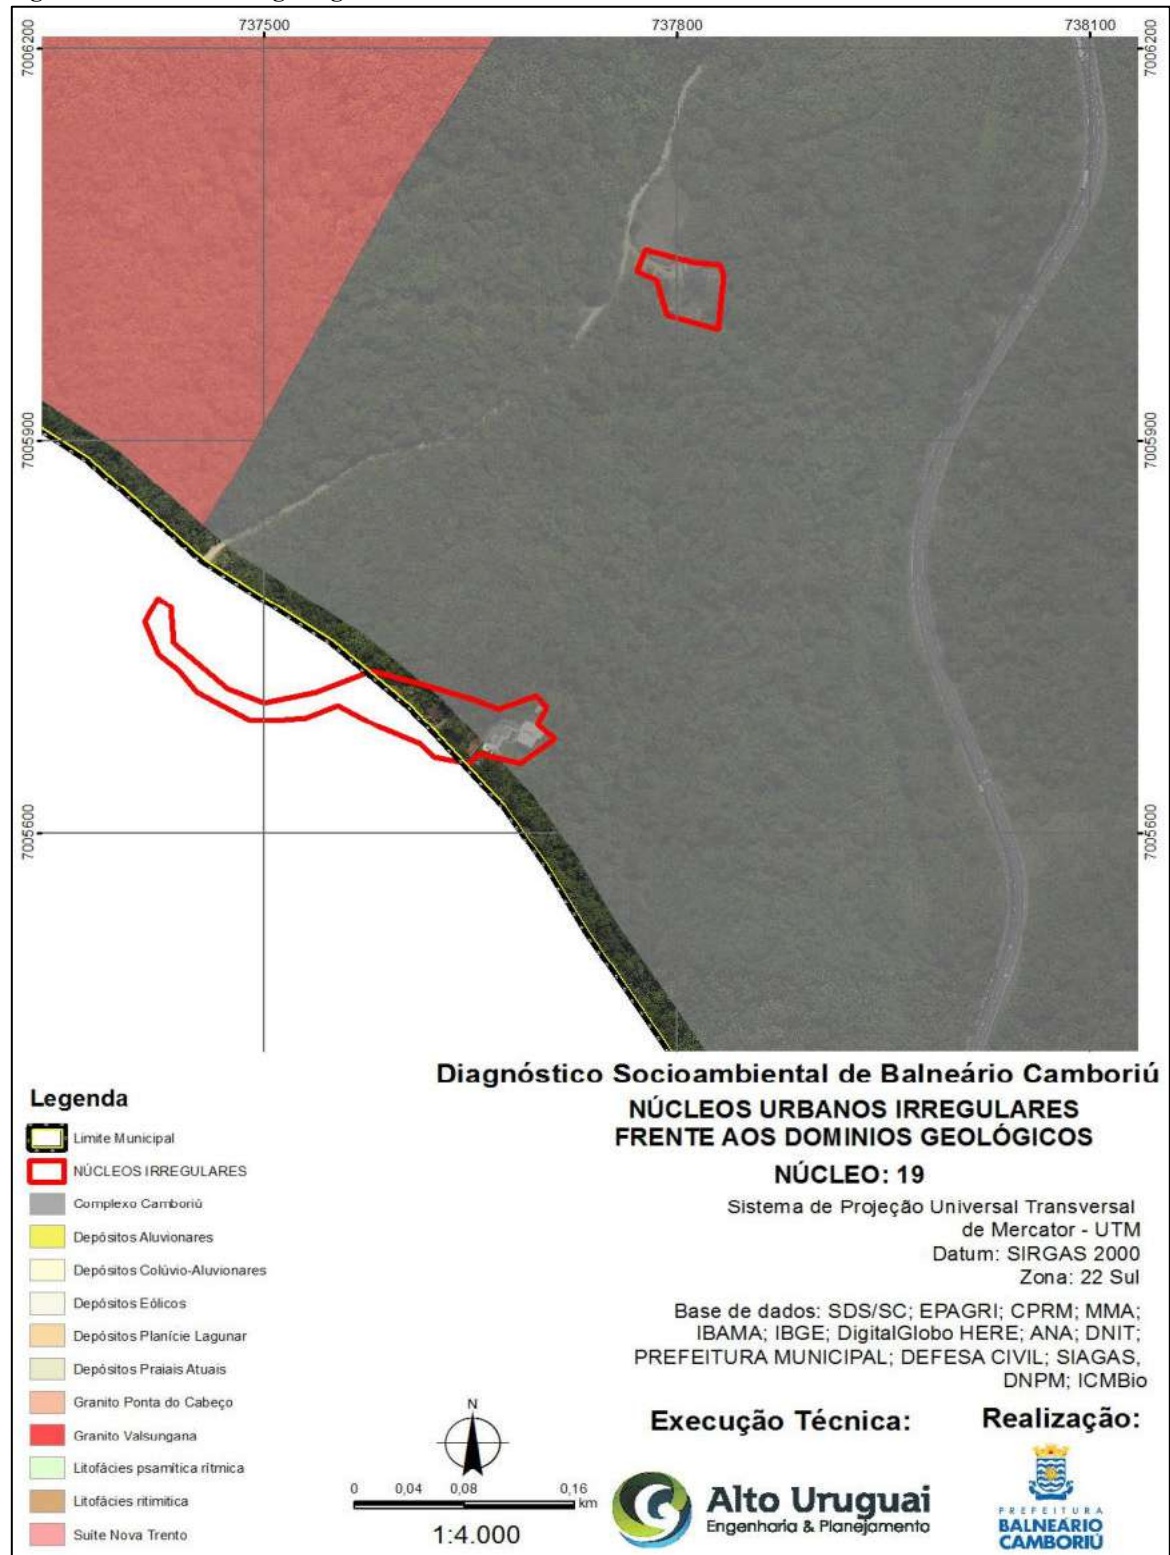 737500 737800 738100
7006200 7006200
7005900 7005900
7005600 7005600
Diagnóstico Socioambiental de Balneário Camboriú
NÚCLEOS URBANOS IRREGULARES
FRENTE AOS DOMINIOS GEOLÓGICOS
NÚCLEO: 19
Sistema de Projeção Universal Transversal
de Mercator - UTM
Datum: SIRGAS 2000
Zona: 22 Sul
Base de dados: SDS/SC; EPAGRI; CPRM; MMA;
IBAMA; IBGE; DigitalGlobo HERE; ANA; DNIT;
PREFEITURA MUNICIPAL; DEFESA CIVIL; SIAGAS,
DNPM; ICMBio
Legenda
Limite Municipal
NÚCLEOS IRREGULARES
Complexo Camboriú
Depósitos Aluvionares
Depósitos Colúvio-Aluvionares
Depósitos Eólicos
Depósitos Planície Lagunar
Depósitos Praiais Atuais
Granito Ponta do Cabeço
Granito Valsungana
Litofácies psamítica rítmica
Litofácies ritimitica
Suíte Nova Trento
N
0 0,04 0,08 0,16
km
1:4.000
Execução Técnica:
Alto Uruguai
Engenharia & Planejamento
Realização:
PREFEITURA
BALNEÁRIO
CAMBORIÚ